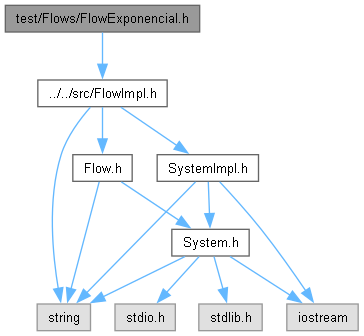 test/Flows/FlowExponencial.h
../../src/FlowImpl.h
Flow.h
SystemImpl.h
System.h
string
stdio.h
stdlib.h
iostream